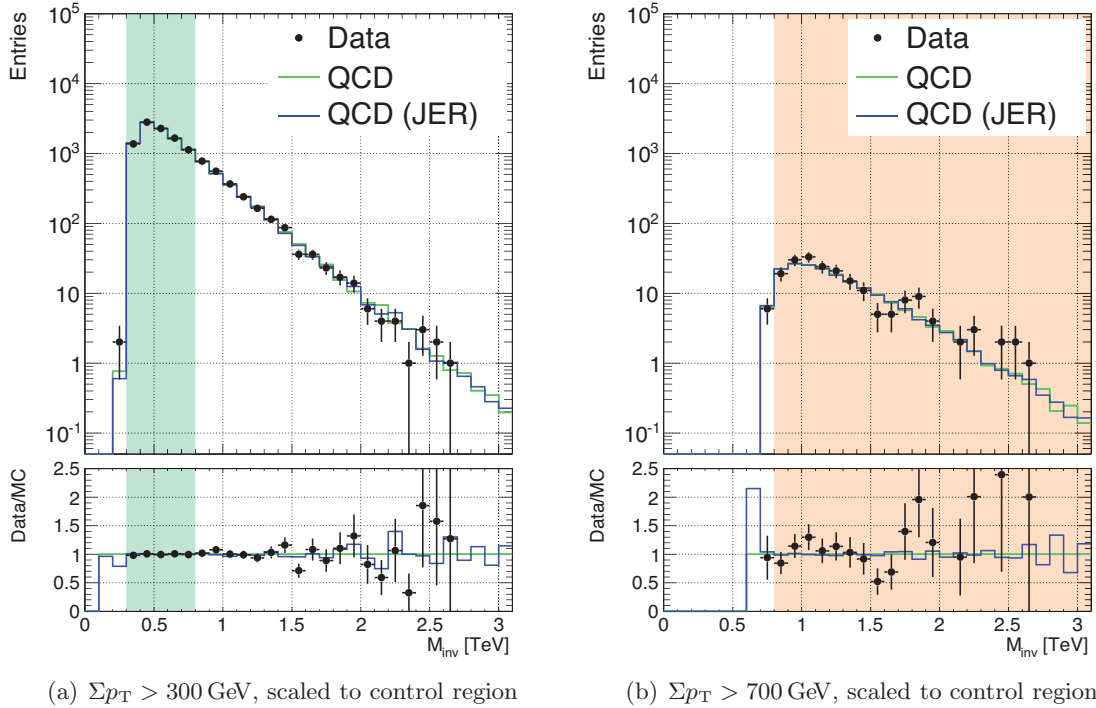 Entries
10^5
10^4
10^3
10^2
10
1
10^-1
Data
QCD
QCD (JER)
Data/MC
2.5
2
1.5
1
0.5
0
0 0.5 1 1.5 2 2.5 3
M_inv [TeV]
(a) Σp_T > 300 GeV, scaled to control region
Entries
10^5
10^4
10^3
10^2
10
1
10^-1
Data
QCD
QCD (JER)
Data/MC
2.5
2
1.5
1
0.5
0
0 0.5 1 1.5 2 2.5 3
M_inv [TeV]
(b) Σp_T > 700 GeV, scaled to control region